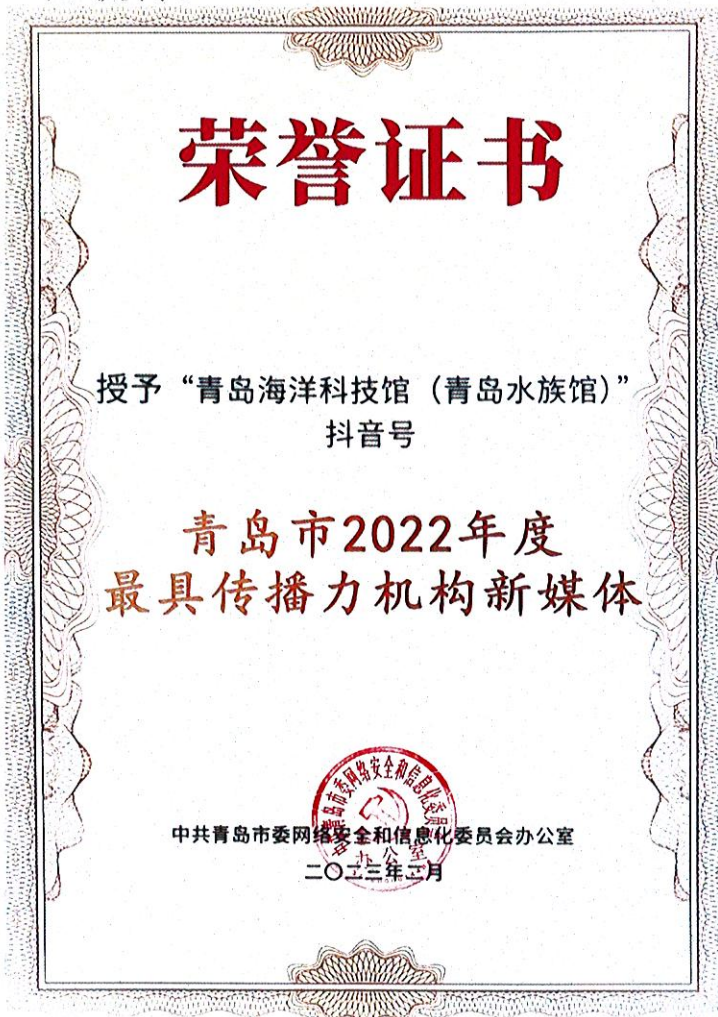 荣誉证书
授予“青岛海洋科技馆（青岛水族馆）”
抖音号
青岛市2022年度
最具传播力机构新媒体
中共青岛市委网络安全和信息化委员会办公室
二〇二三年二月